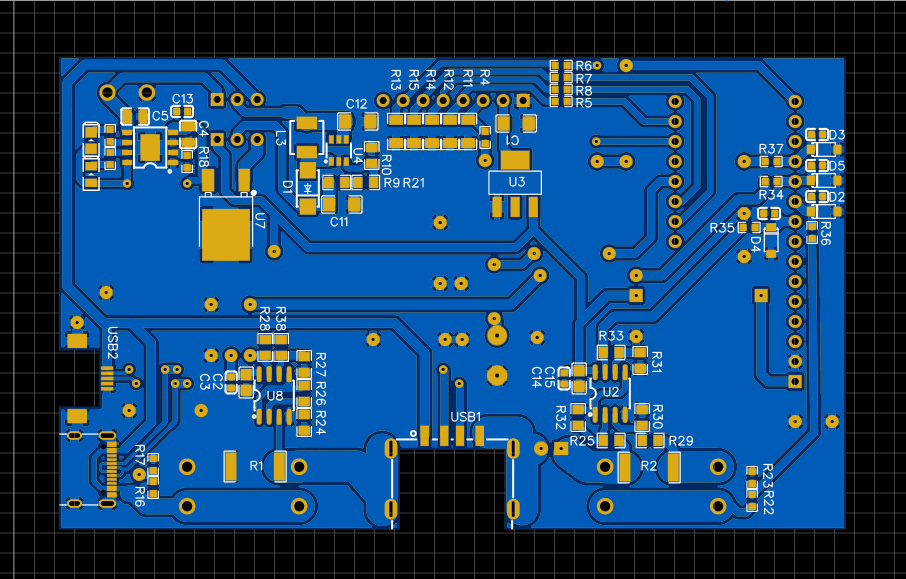 R6
R7
R8
R5
R13
R15
R14
R12
R11
R4
C13
C5
C4
R18
C12
L3
U4
R10
C1
D1
R9 R21
C11
U3
U7
D3
R37
D5
R34
D2
R35
D4
R36
USB2
R28
R38
C3
C2
U8
R27
R26
R24
R33
R31
C14
C15
U2
R32
R30
USB1
R25
R29
R17
R16
R1
R2
R23
R22